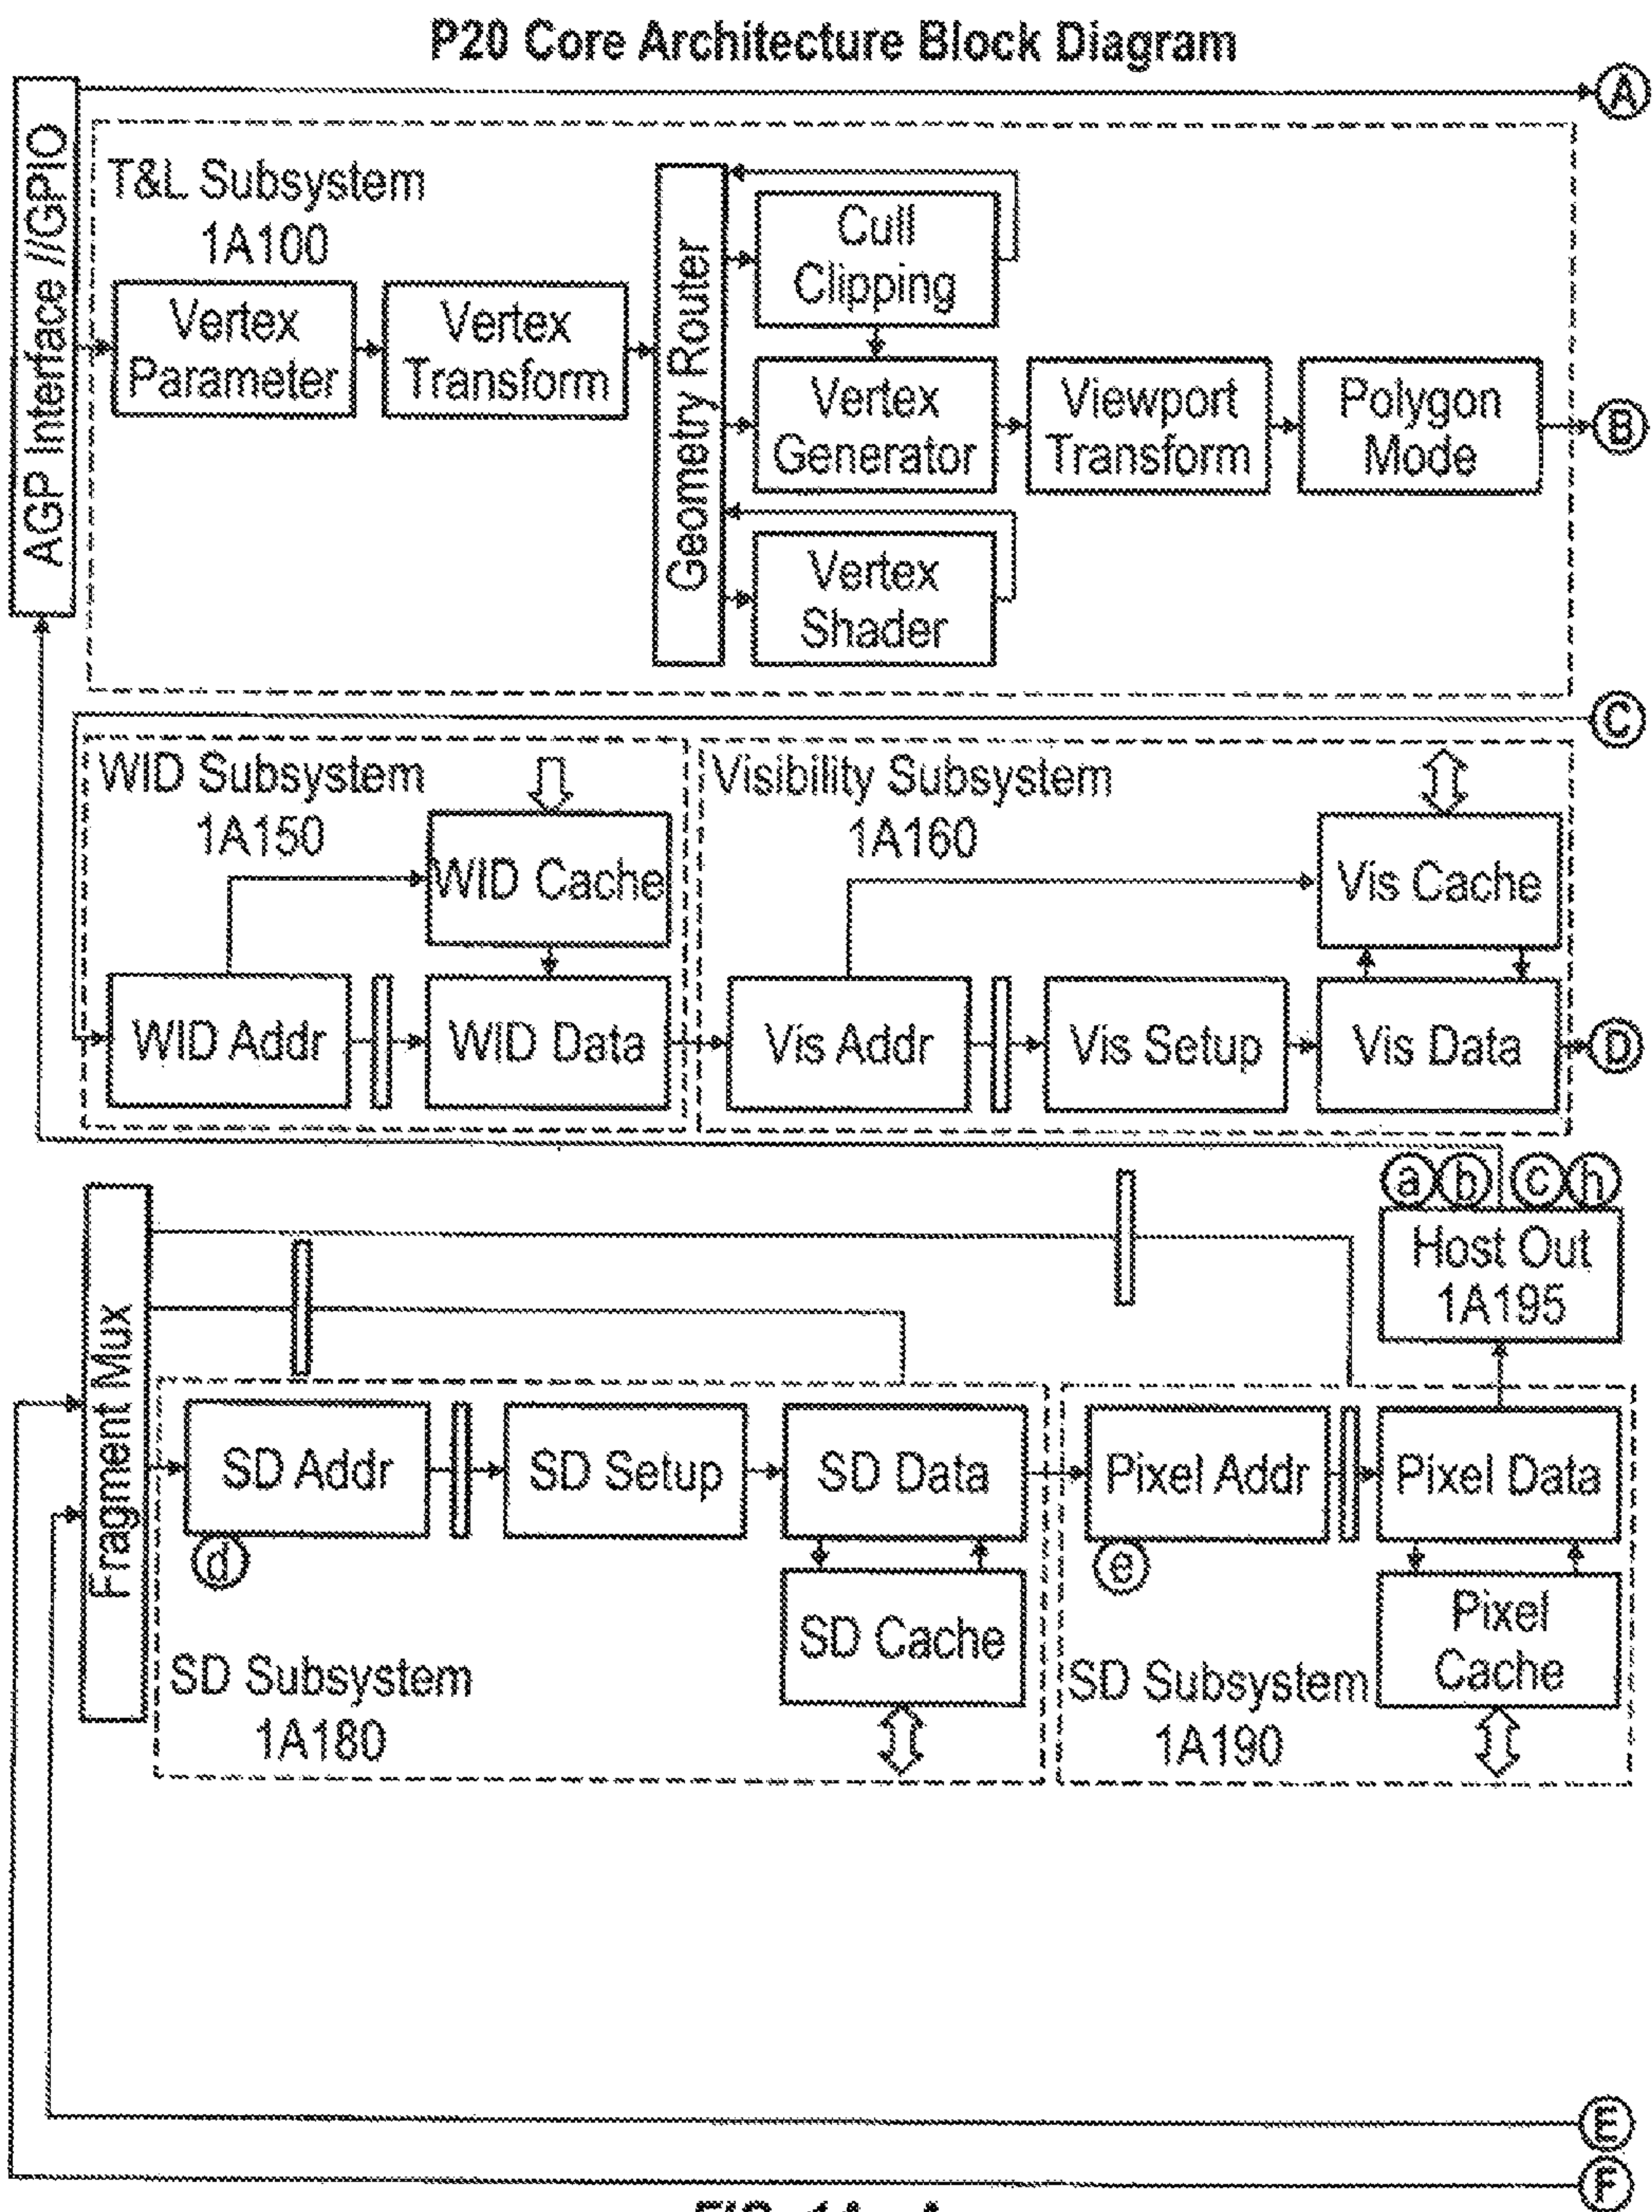 P20 Core Architecture Block Diagram
A
AGP Interface //GPIO
T&L Subsystem
1A100
Vertex
Parameter
Vertex
Transform
Geometry Router
Cull
Clipping
Vertex
Generator
Viewport
Transform
Polygon
Mode
B
Vertex
Shader
C
WID Subsystem
1A150
WID Cache
WID Addr
WID Data
Visibility Subsystem
1A160
Vis Cache
Vis Addr
Vis Setup
Vis Data
D
a
b
c
h
Host Out
1A195
Fragment Mux
SD Addr
SD Setup
SD Data
d
SD Cache
SD Subsystem
1A180
Pixel Addr
Pixel Data
e
Pixel
Cache
SD Subsystem
1A190
E
F